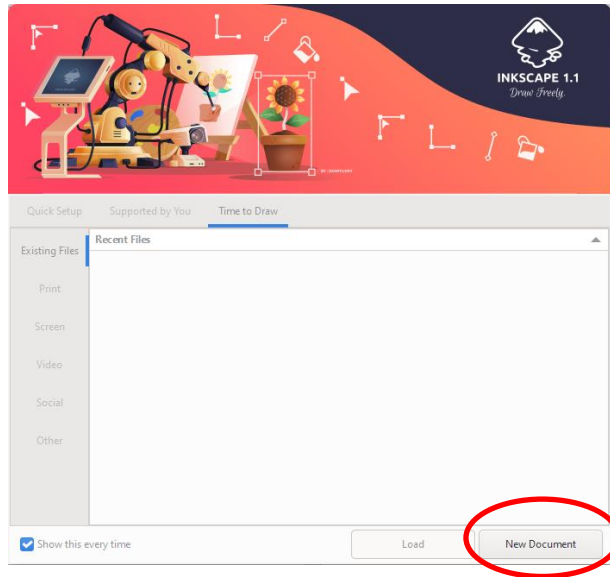 INKSCAPE 1.1
Draw Freely.
Quick Setup
Supported by You
Time to Draw
Existing Files
Recent Files
Print
Screen
Video
Social
Other
Show this every time
Load
New Document